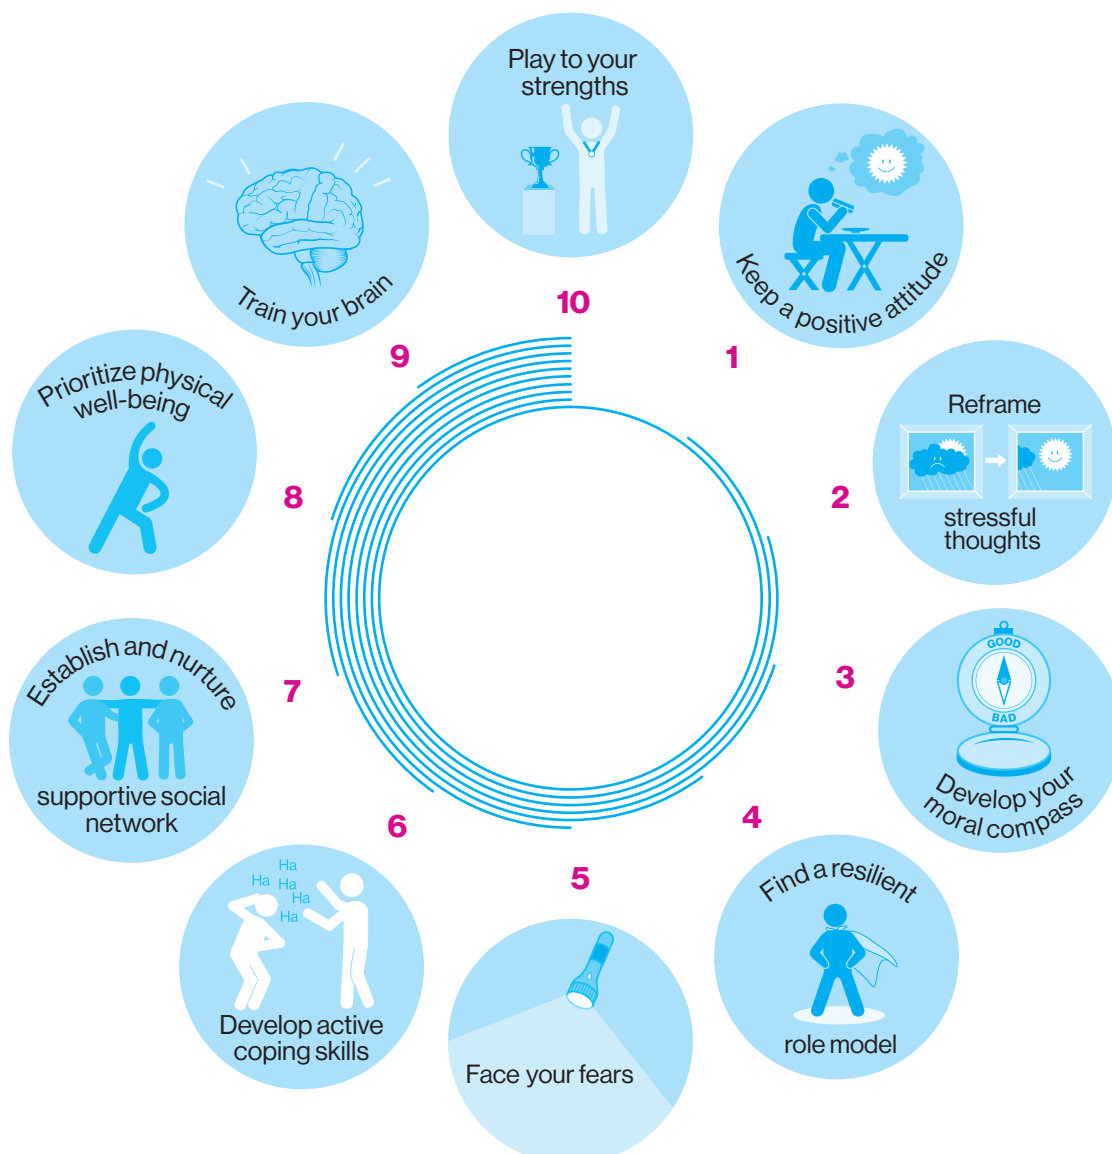 Play to your
strengths
10
Keep a positive attitude
1
Reframe
stressful
thoughts
2
GOOD
BAD
Develop your
moral compass
3
Find a resilient
role model
4
Face your fears
5
Ha
Ha
Ha
Ha
Ha
Develop active
coping skills
6
Establish and nurture
supportive social
network
7
Prioritize physical
well-being
8
Train your brain
9